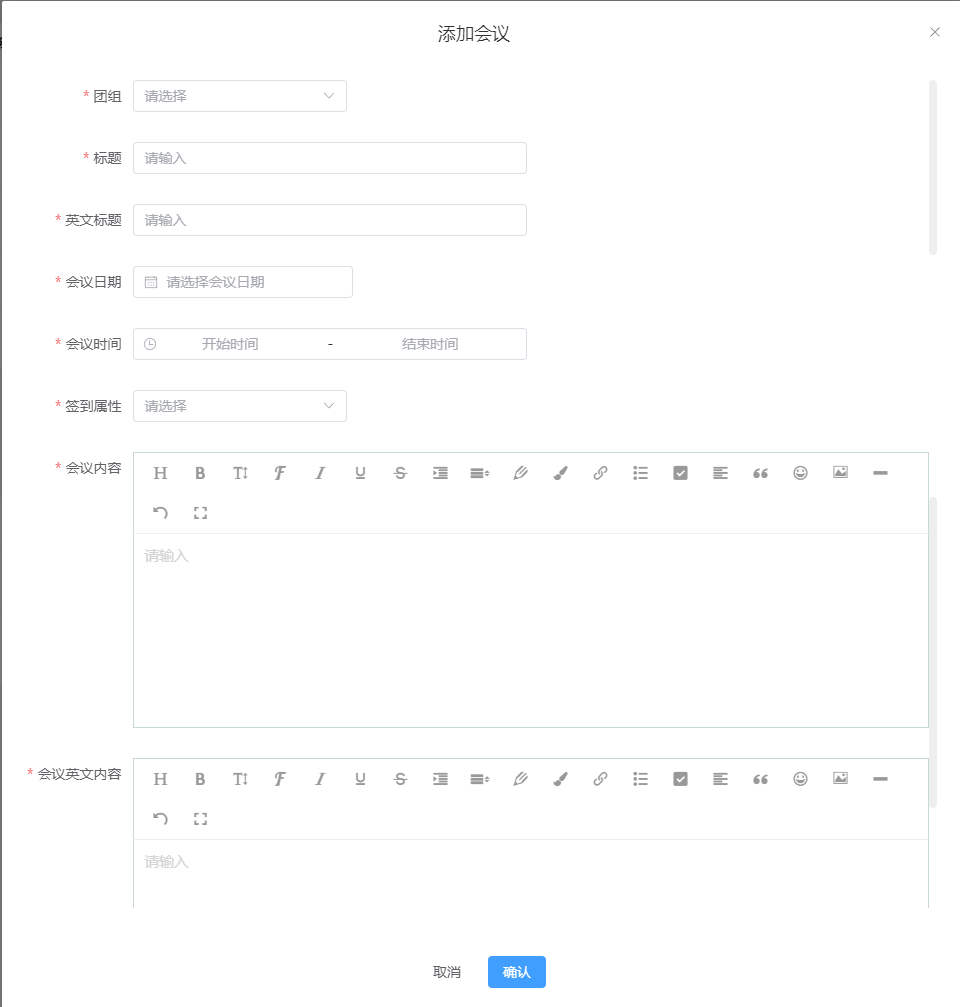 添加会议
* 团组 请选择
* 标题 请输入
* 英文标题 请输入
* 会议日期 请选择会议日期
* 会议时间 开始时间 - 结束时间
* 签到属性 请选择
* 会议内容
请输入
* 会议英文内容
请输入
取消 确认